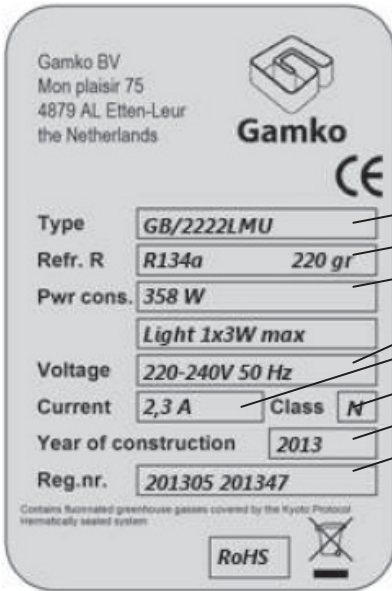 Gamko BV
Mon plaisir 75
4879 AL Etten-Leur
the Netherlands
Gamko
CE
Type GB/2222LMU
Refr. R R134a 220 gr
Pwr cons. 358 W
Light 1x3W max
Voltage 220-240V 50 Hz
Current 2,3 A Class N
Year of construction 2013
Reg.nr. 201305 201347
Contains fluorinated greenhouse gasses covered by the Kyoto Protocol
Hermatically sealed system
RoHS